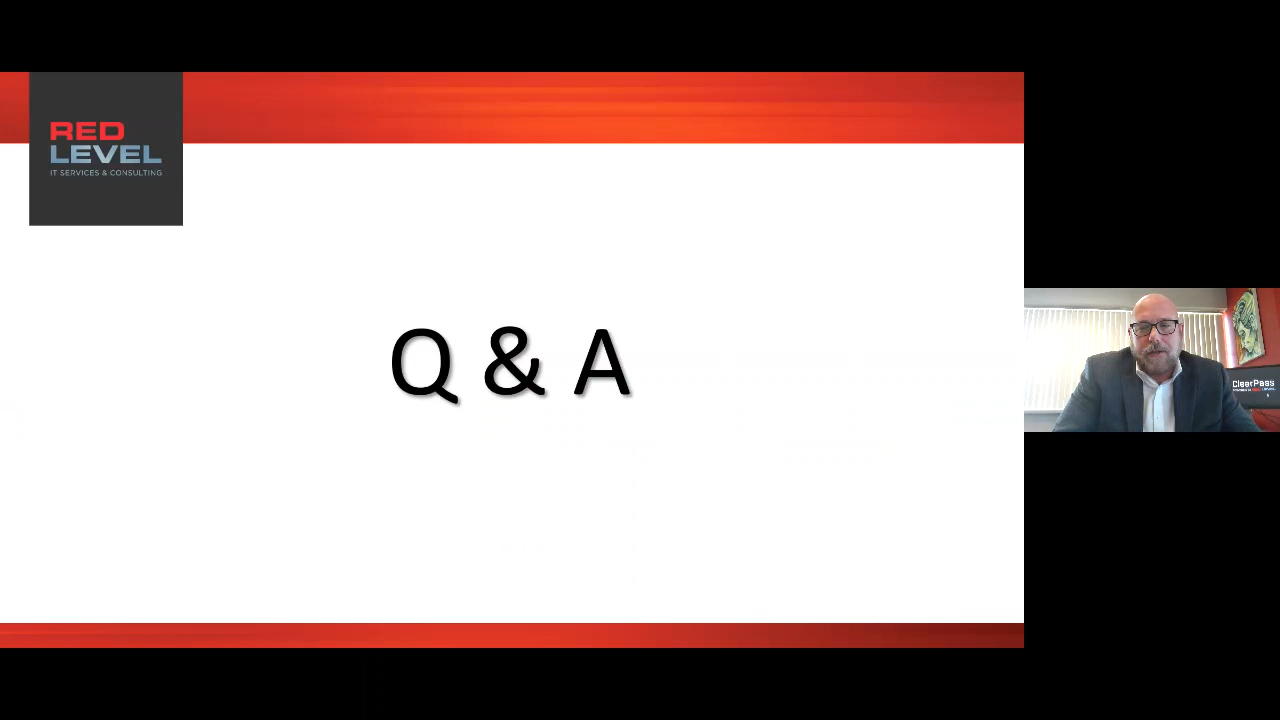 RED
LEVEL
IT SERVICES & CONSULTING
Q & A
ClearPass